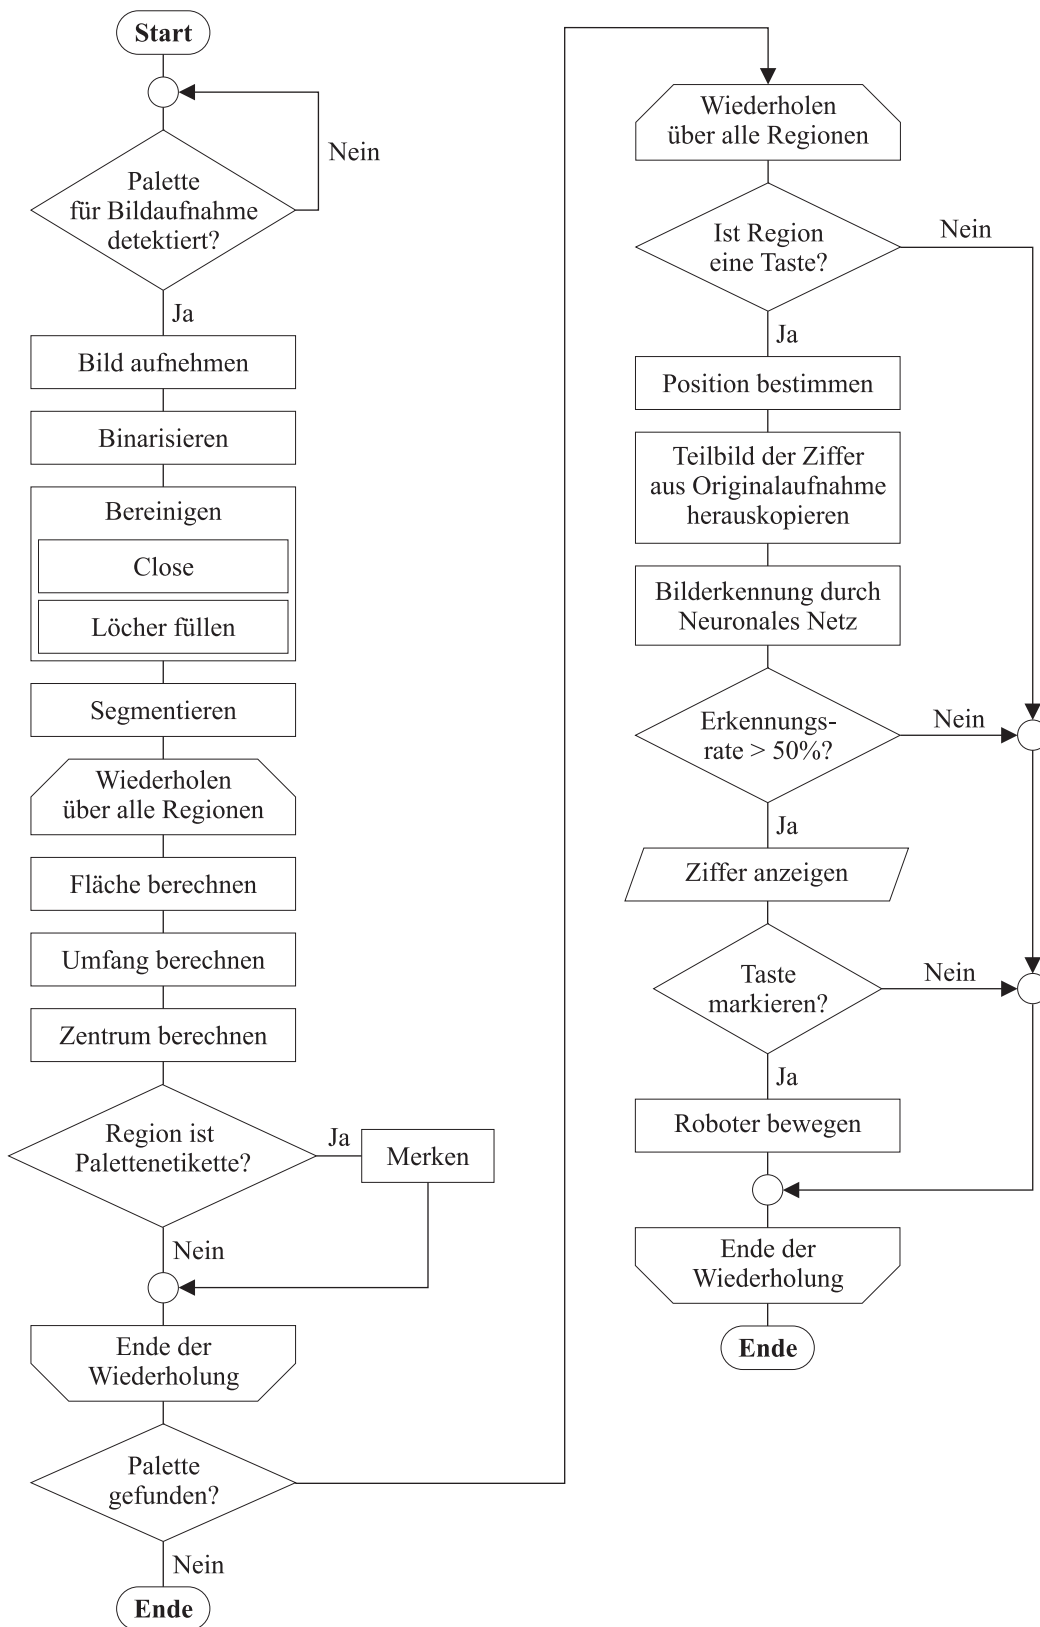 Start
Nein
Palette
für Bildaufnahme
detektiert?
Ja
Bild aufnehmen
Binarisieren
Bereinigen
Close
Löcher füllen
Segmentieren
Wiederholen
über alle Regionen
Fläche berechnen
Umfang berechnen
Zentrum berechnen
Region ist
Palettenetikette?
Ja
Merken
Nein
Ende der
Wiederholung
Palette
gefunden?
Nein
Ende
Wiederholen
über alle Regionen
Ist Region
eine Taste?
Nein
Ja
Position bestimmen
Teilbild der Ziffer
aus Originalaufnahme
herauskopieren
Bilderkennung durch
Neuronales Netz
Erkennungs-
rate > 50%?
Nein
Ja
Ziffer anzeigen
Taste
markieren?
Nein
Ja
Roboter bewegen
Ende der
Wiederholung
Ende